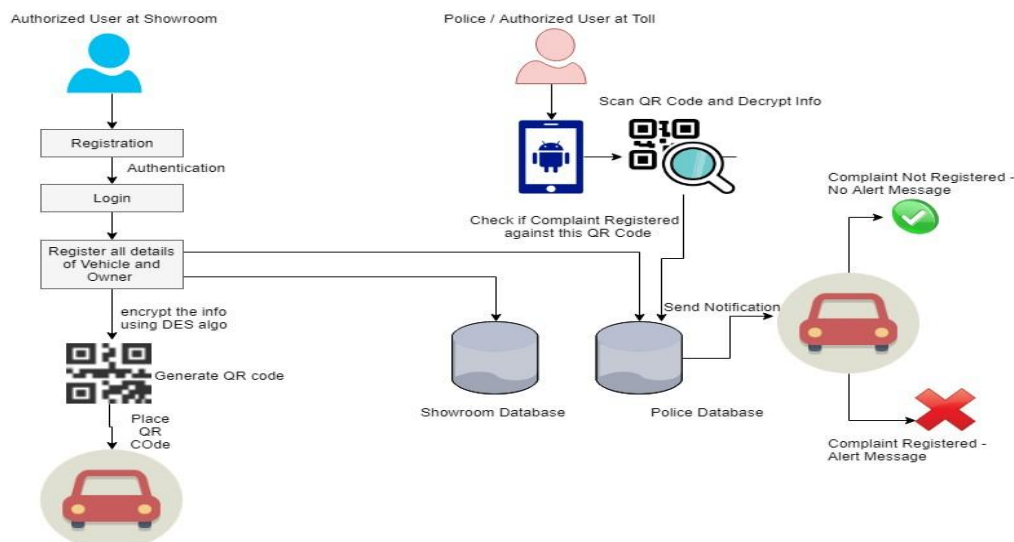 Authorized User at Showroom
Police / Authorized User at Toll
Scan QR Code and Decrypt Info
Registration
Authentication
Login
Complaint Not Registered -
No Alert Message
Check if Complaint Registered
against this QR Code
Register all details
of Vehicle and
Owner
encrypt the info
using DES algo
Send Notification
Generate QR code
Showroom Database
Police Database
Place
QR
COde
Complaint Registered -
Alert Message